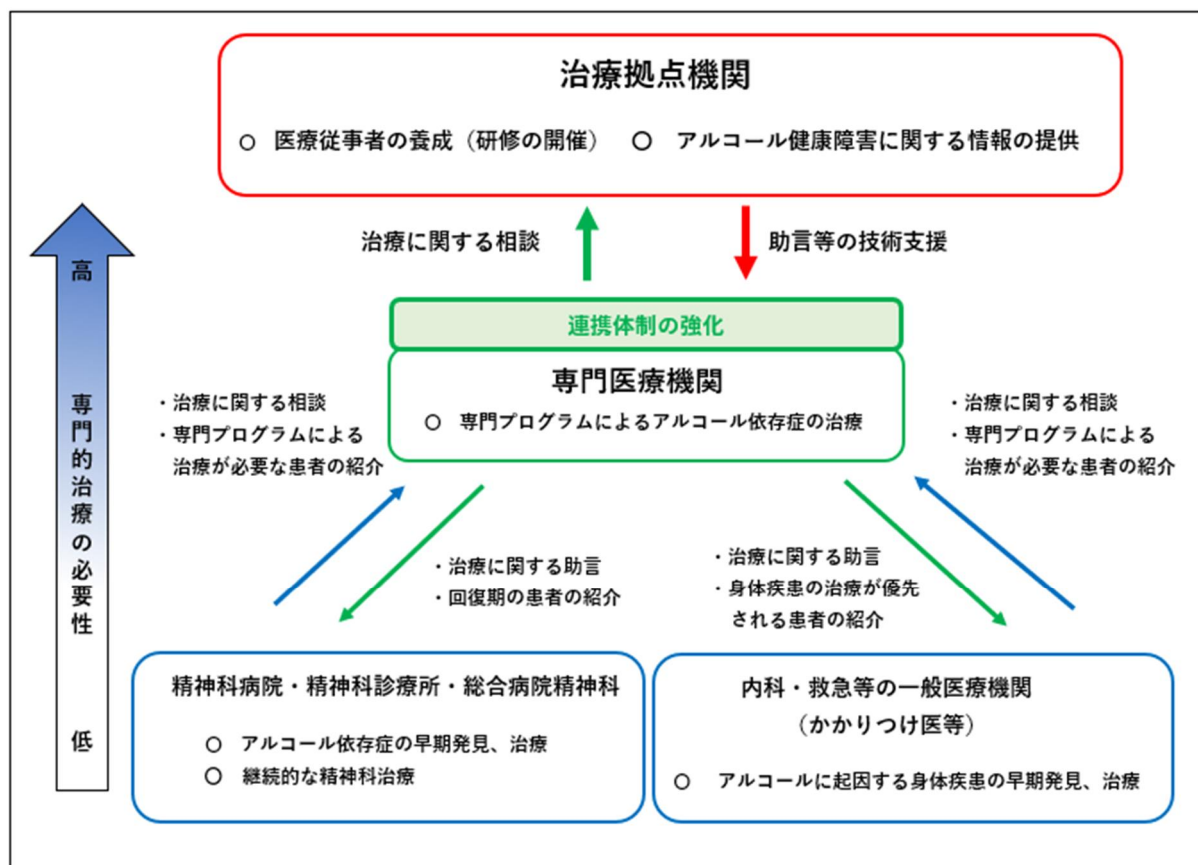 治療拠点機関
○ 医療従事者の養成（研修の開催） ○ アルコール健康障害に関する情報の提供
治療に関する相談
助言等の技術支援
高
専門的治療の必要性
低
連携体制の強化
専門医療機関
○ 専門プログラムによるアルコール依存症の治療
・治療に関する相談
・専門プログラムによる
治療が必要な患者の紹介
・治療に関する相談
・専門プログラムによる
治療が必要な患者の紹介
・治療に関する助言
・回復期の患者の紹介
・治療に関する助言
・身体疾患の治療が優先
される患者の紹介
精神科病院・精神科診療所・総合病院精神科
○ アルコール依存症の早期発見、治療
○ 継続的な精神科治療
内科・救急等の一般医療機関
（かかりつけ医等）
○ アルコールに起因する身体疾患の早期発見、治療